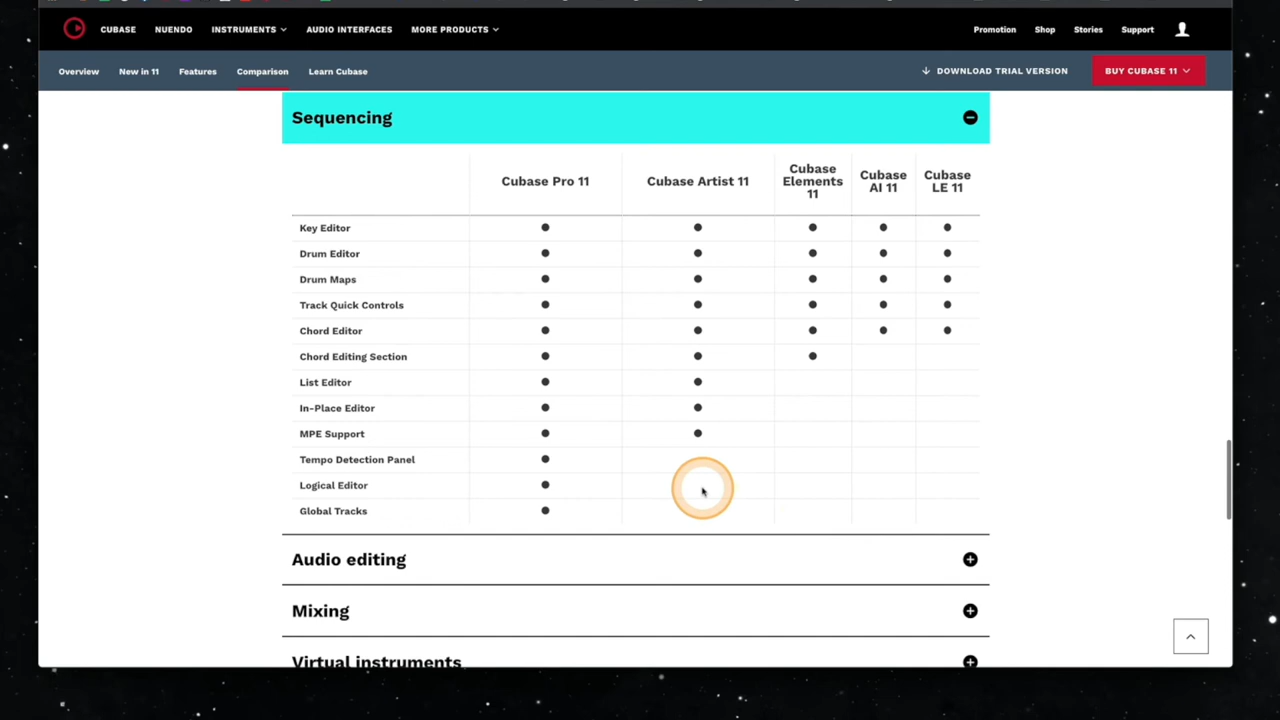 CUBASE NUENDO INSTRUMENTS AUDIO INTERFACES MORE PRODUCTS Promotion Shop Stories Support
Overview New in 11 Features Comparison Learn Cubase DOWNLOAD TRIAL VERSION BUY CUBASE 11
Sequencing
Cubase Pro 11 Cubase Artist 11 Cubase Elements 11 Cubase AI 11 Cubase LE 11
Key Editor
Drum Editor
Drum Maps
Track Quick Controls
Chord Editor
Chord Editing Section
List Editor
In-Place Editor
MPE Support
Tempo Detection Panel
Logical Editor
Global Tracks
Audio editing
Mixing
Virtual instruments